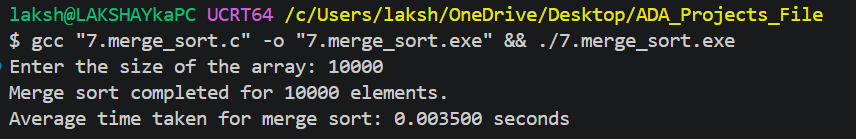 laksh@LAKSHAYkaPC UCRT64 /c/Users/laksh/OneDrive/Desktop/ADA_Projects_File
$ gcc "7.merge_sort.c" -o "7.merge_sort.exe" && ./7.merge_sort.exe
Enter the size of the array: 10000
Merge sort completed for 10000 elements.
Average time taken for merge sort: 0.003500 seconds